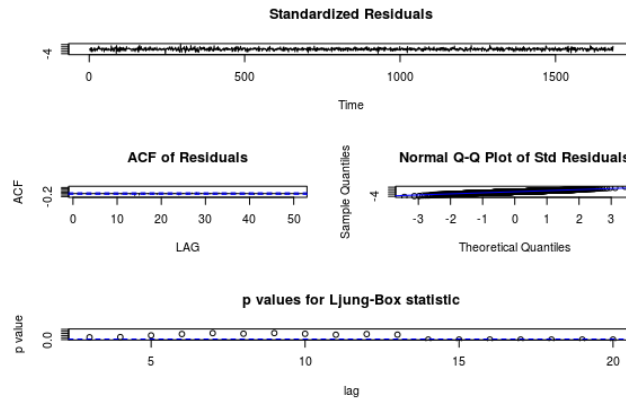 Standardized Residuals
-4
0 500 1000 1500
Time
ACF of Residuals
ACF
-0.2
0 10 20 30 40 50
LAG
Normal Q-Q Plot of Std Residuals
Sample Quantiles
-4
-3 -2 -1 0 1 2 3
Theoretical Quantiles
p values for Ljung-Box statistic
p value
0.0
5 10 15 20
lag